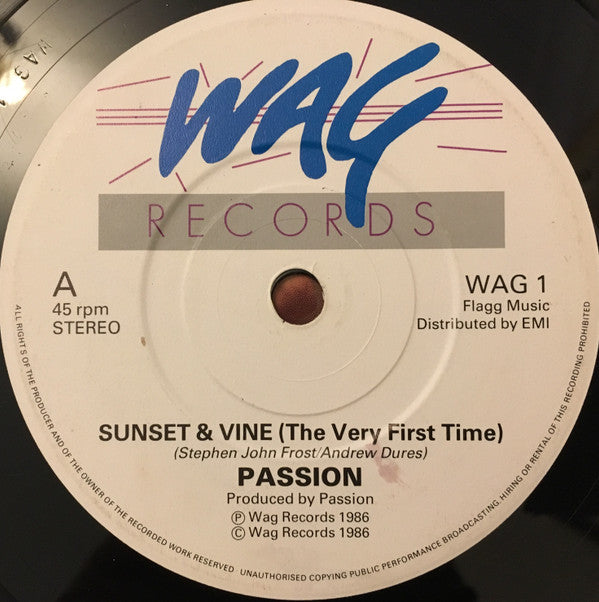 WAG
RECORDS
A
45 rpm
STEREO
WAG 1
Flagg Music
Distributed by EMI
SUNSET & VINE (The Very First Time)
(Stephen John Frost/Andrew Dures)
PASSION
Produced by Passion
Ⓟ Wag Records 1986
© Wag Records 1986
ALL RIGHTS OF THE PRODUCER AND OF THE OWNER OF THE RECORDED WORK RESERVED UNAUTHORISED COPYING PUBLIC PERFORMANCE BROADCASTING. HIRING OR RENTAL OF THIS RECORDING PROHIBITED
WAG